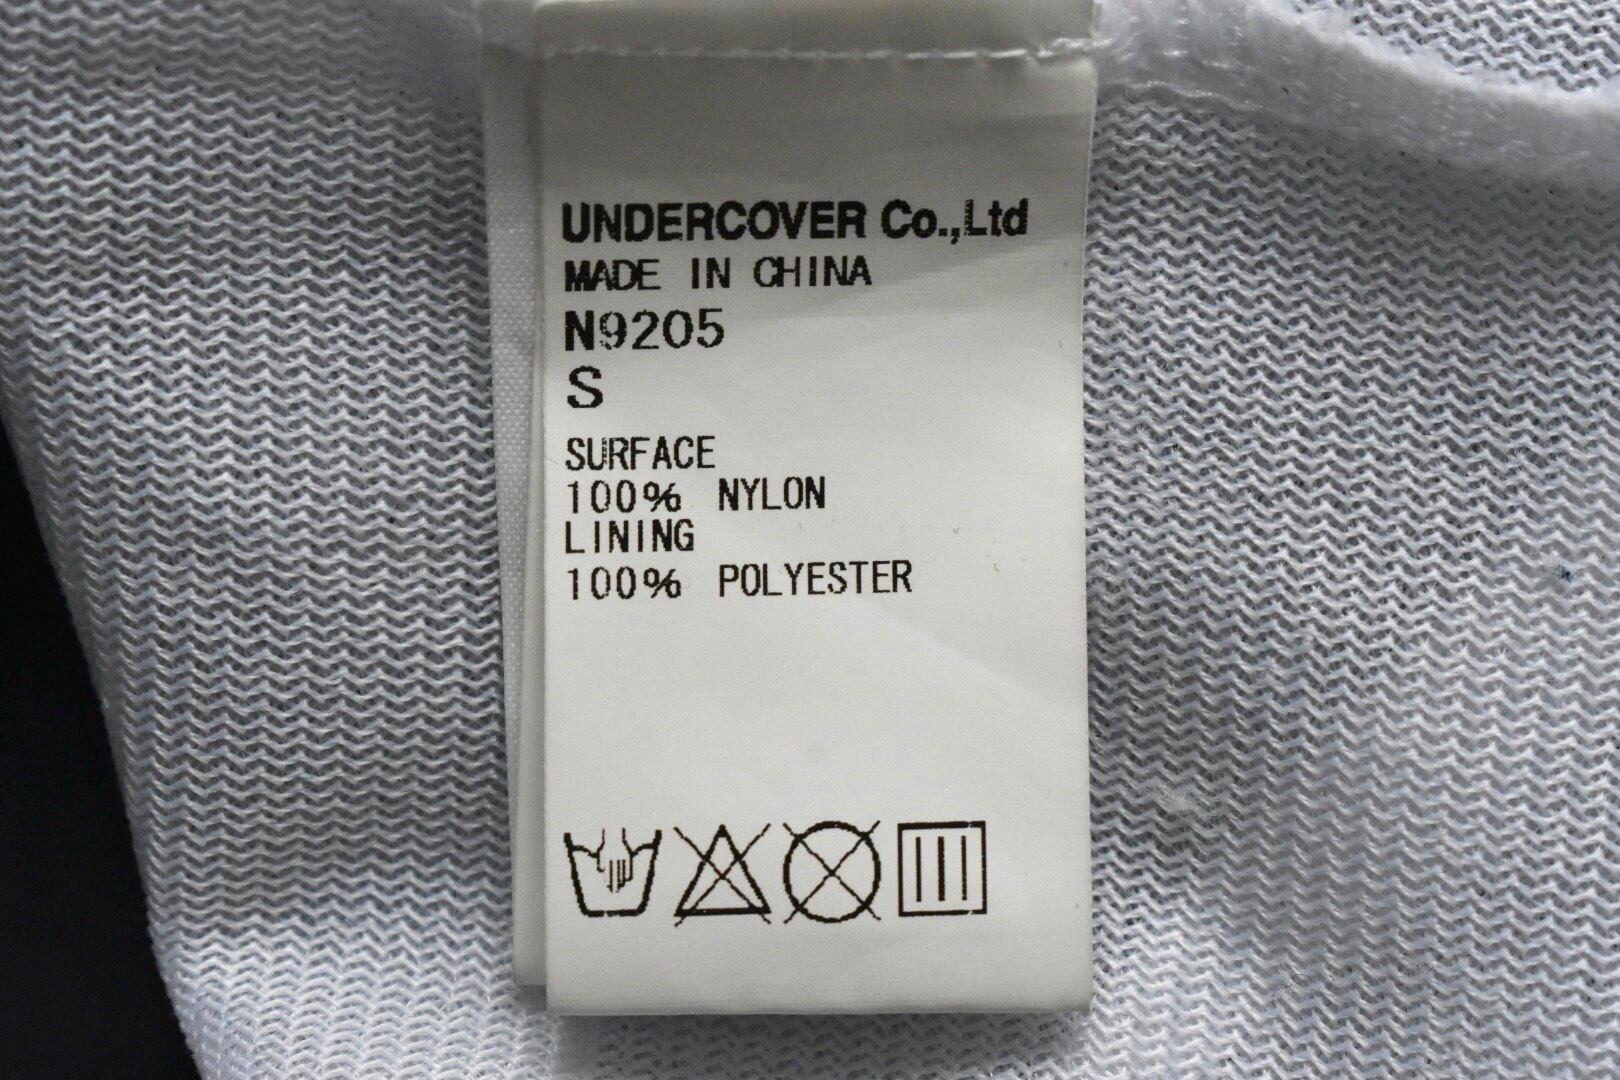 UNDERCOVER Co.,Ltd
MADE IN CHINA
N9205
S
SURFACE
100% NYLON
LINING
100% POLYESTER